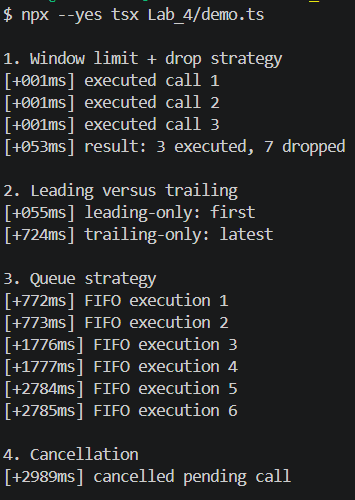 $ npx --yes tsx Lab_4/demo.ts
1. Window limit + drop strategy
[+001ms] executed call 1
[+001ms] executed call 2
[+001ms] executed call 3
[+053ms] result: 3 executed, 7 dropped
2. Leading versus trailing
[+055ms] leading-only: first
[+724ms] trailing-only: latest
3. Queue strategy
[+772ms] FIFO execution 1
[+773ms] FIFO execution 2
[+1776ms] FIFO execution 3
[+1777ms] FIFO execution 4
[+2784ms] FIFO execution 5
[+2785ms] FIFO execution 6
4. Cancellation
[+2989ms] cancelled pending call